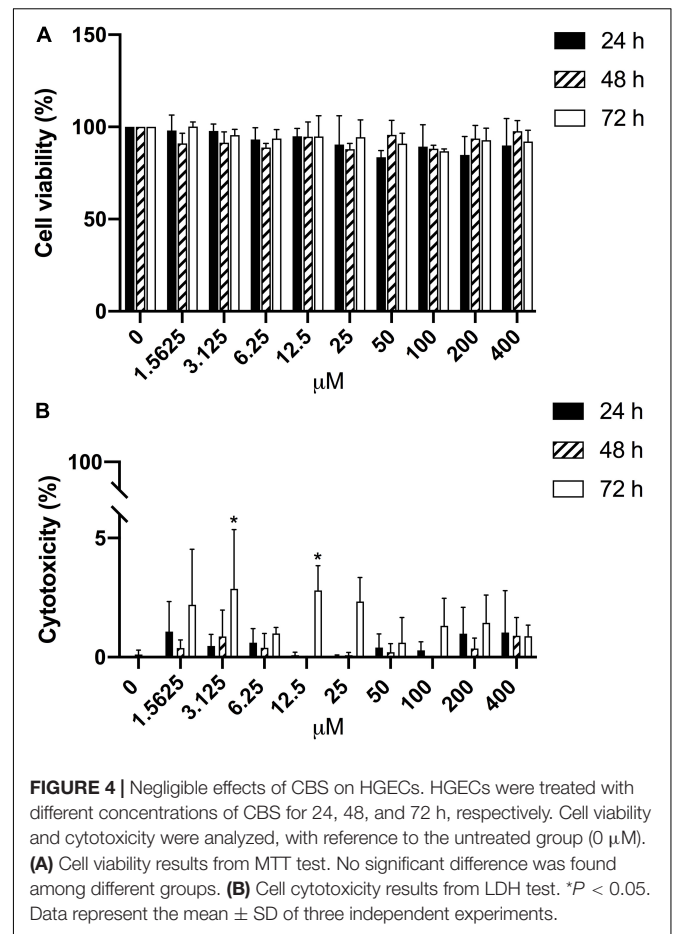 A
150
100
50
0
Cell viability (%)
24 h
48 h
72 h
0
1.5625
3.125
6.25
12.5
25
50
100
200
400
μM
B
100
5
0
Cytotoxicity (%)
24 h
48 h
72 h
*
*
0
1.5625
3.125
6.25
12.5
25
50
100
200
400
μM
FIGURE 4 | Negligible effects of CBS on HGECs. HGECs were treated with
different concentrations of CBS for 24, 48, and 72 h, respectively. Cell viability
and cytotoxicity were analyzed, with reference to the untreated group (0 μM).
(A) Cell viability results from MTT test. No significant difference was found
among different groups. (B) Cell cytotoxicity results from LDH test. *P < 0.05.
Data represent the mean ± SD of three independent experiments.